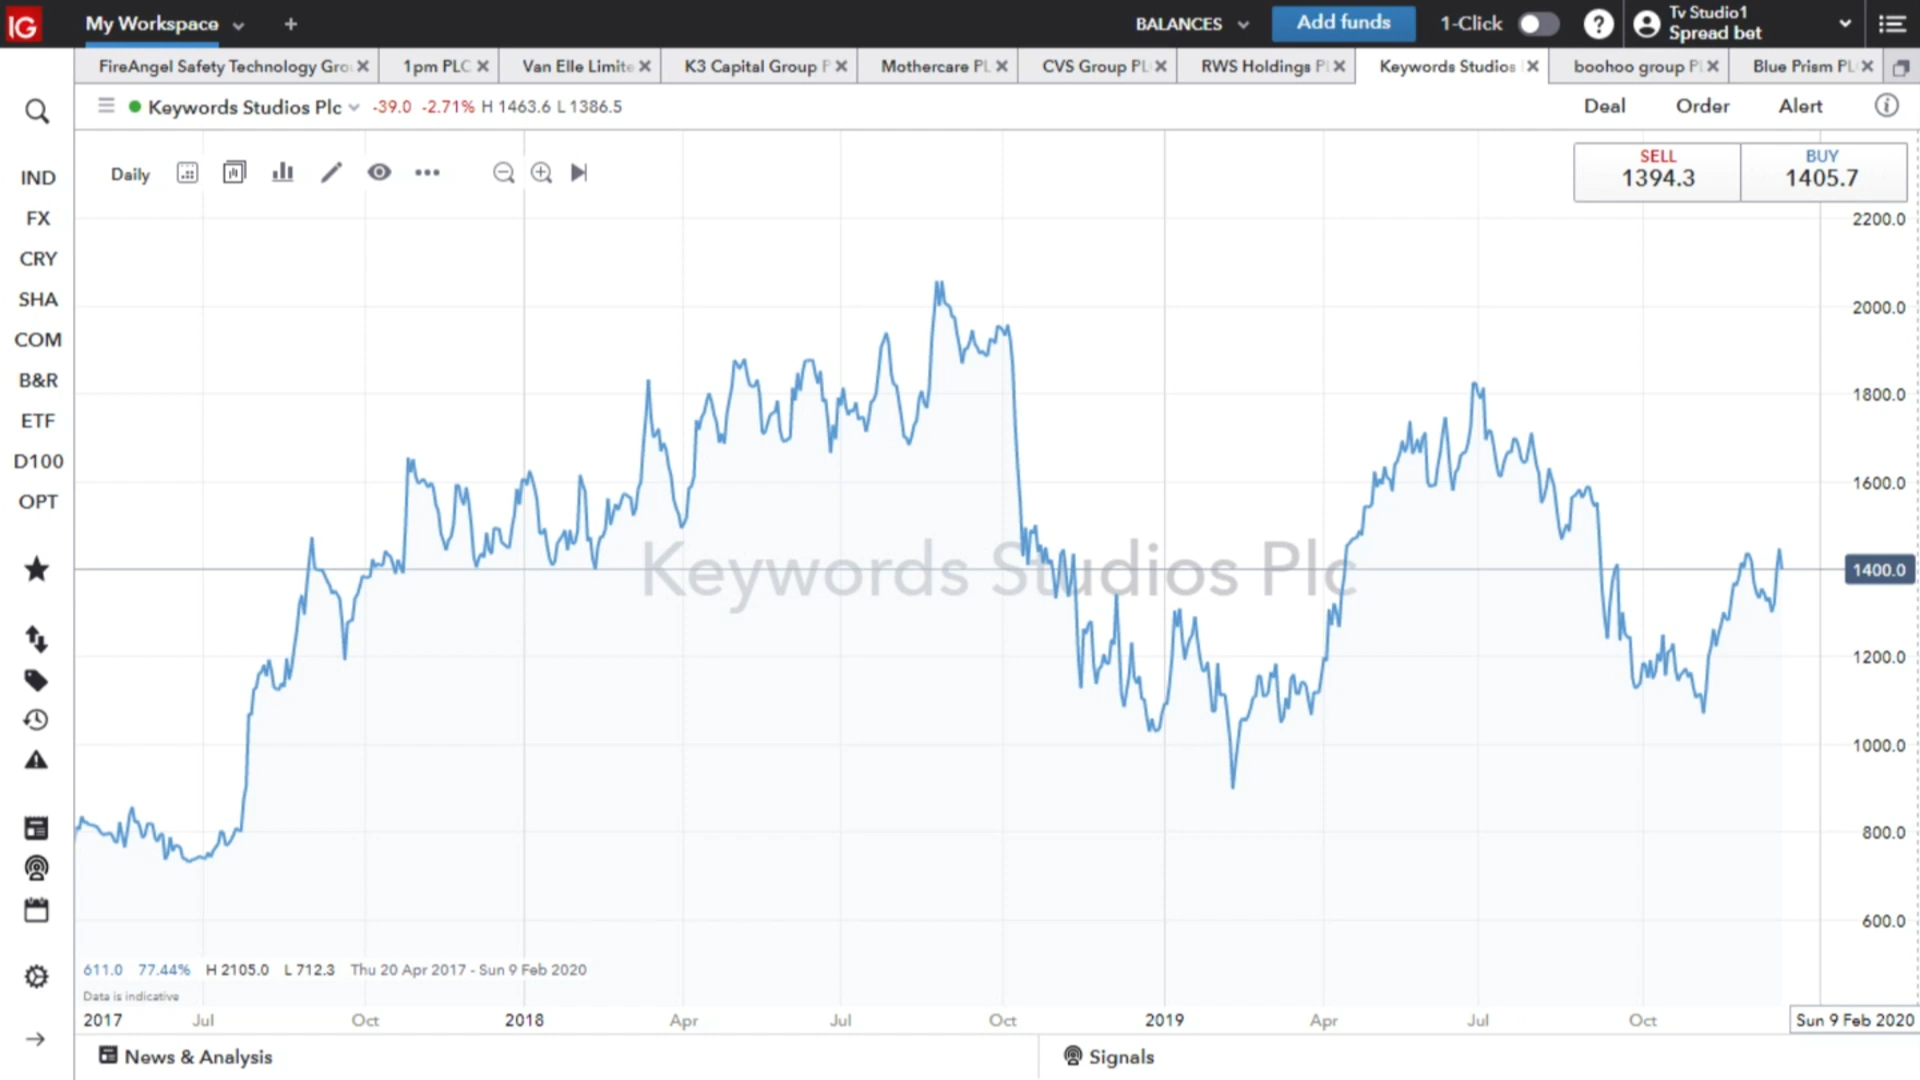 IG
My Workspace
+
BALANCES
Add funds
1-Click
?
Tv Studio1
Spread bet
FireAngel Safety Technology Gro
1pm PLC
Van Elle Limite
K3 Capital Group P
Mothercare PL
CVS Group PL
RWS Holdings Pl
Keywords Studios
boohoo group Pl
Blue Prism PL
Keywords Studios Plc -39.0 -2.71% H 1463.6 L 1386.5
Deal
Order
Alert
IND
FX
CRY
SHA
COM
B&R
ETF
D100
OPT
Daily
SELL
1394.3
BUY
1405.7
2200.0
2000.0
1800.0
1600.0
1400.0
1200.0
1000.0
800.0
600.0
Keywords Studios Plc
611.0 77.44% H 2105.0 L 712.3 Thu 20 Apr 2017 - Sun 9 Feb 2020
Data is indicative
2017 Jul Oct 2018 Apr Jul Oct 2019 Apr Jul Oct Sun 9 Feb 2020
News & Analysis
Signals